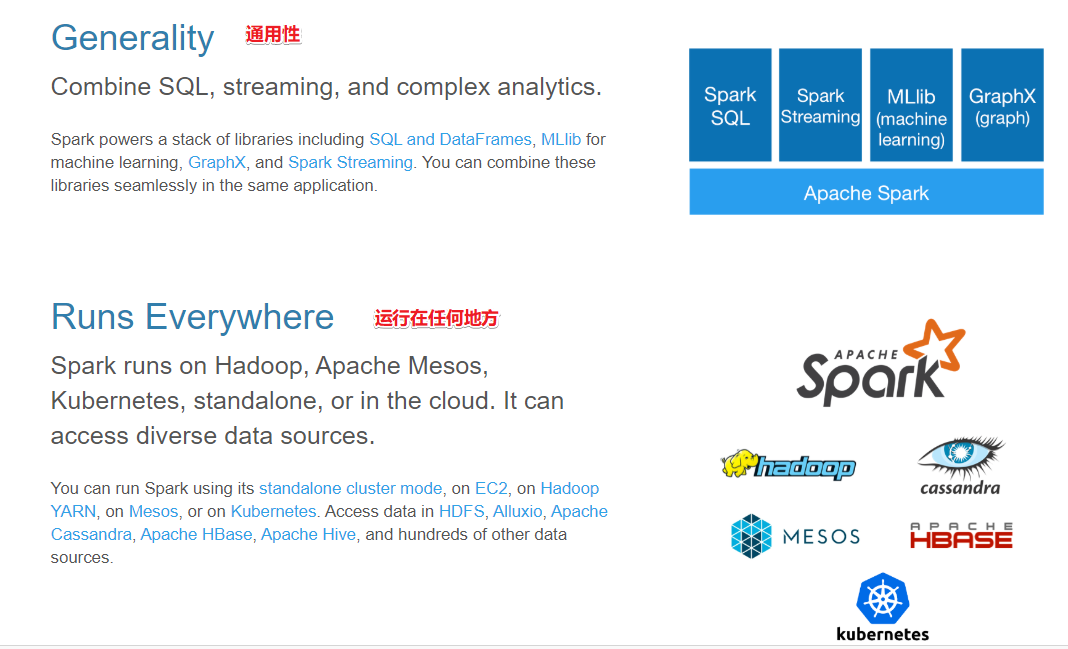 Generality 通用性
Combine SQL, streaming, and complex analytics.
Spark powers a stack of libraries including SQL and DataFrames, MLlib for
machine learning, GraphX, and Spark Streaming. You can combine these
libraries seamlessly in the same application.
Spark
SQL
Spark
Streaming
MLlib
(machine
learning)
GraphX
(graph)
Apache Spark
Runs Everywhere 运行在任何地方
Spark runs on Hadoop, Apache Mesos,
Kubernetes, standalone, or in the cloud. It can
access diverse data sources.
You can run Spark using its standalone cluster mode, on EC2, on Hadoop
YARN, on Mesos, or on Kubernetes. Access data in HDFS, Alluxio, Apache
Cassandra, Apache HBase, Apache Hive, and hundreds of other data
sources.
APACHE
Spark
hadoop
cassandra
MESOS
APACHE
HBASE
kubernetes